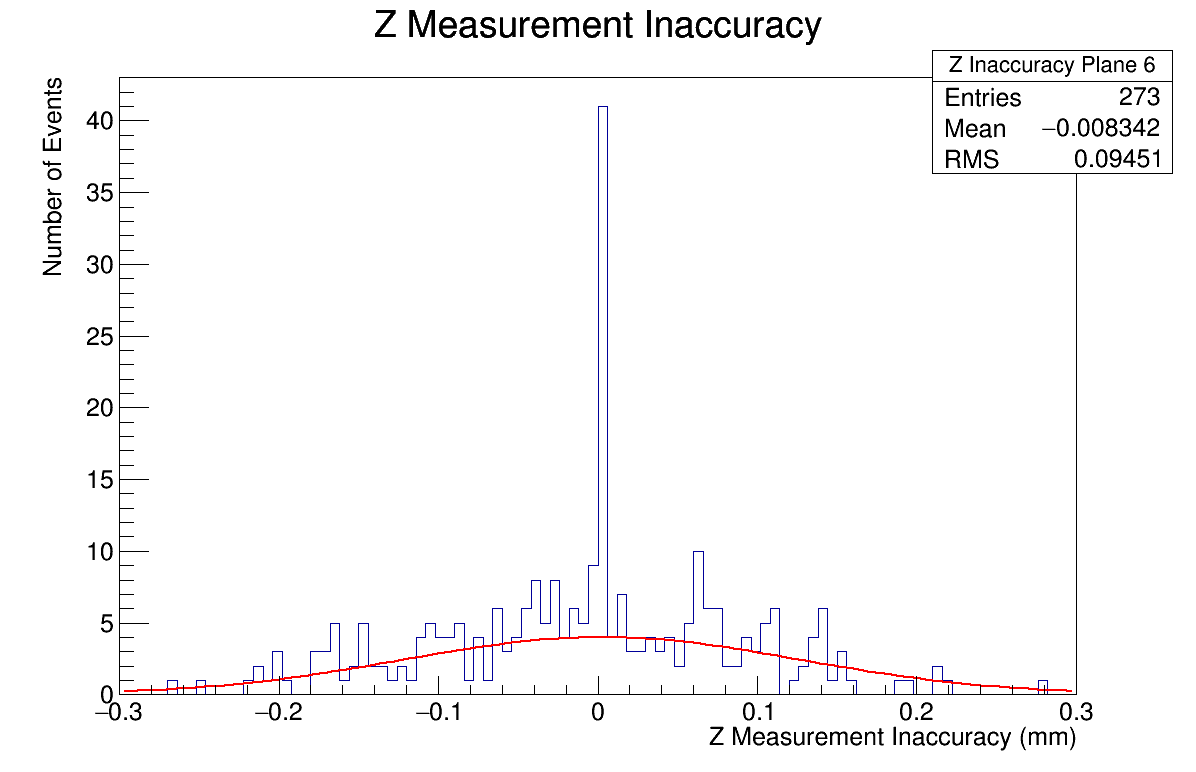 Z Measurement Inaccuracy
Z Inaccuracy Plane 6
Entries 273
Mean −0.008342
RMS 0.09451
Number of Events
40
35
30
25
20
15
10
5
0
−0.3 −0.2 −0.1 0 0.1 0.2 0.3
Z Measurement Inaccuracy (mm)